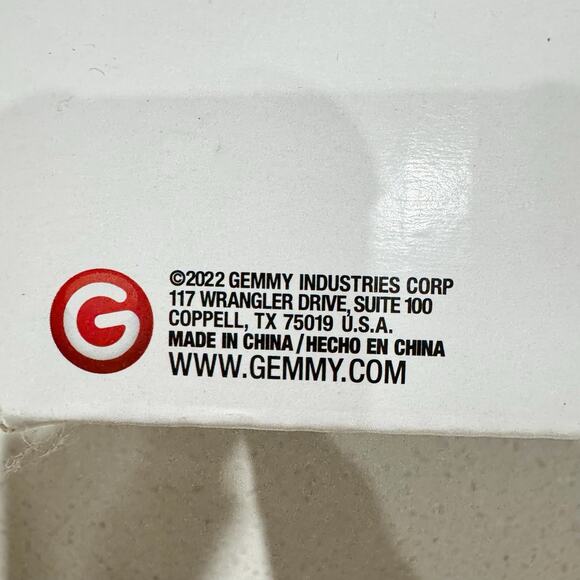 G
©2022 GEMMY INDUSTRIES CORP
117 WRANGLER DRIVE, SUITE 100
COPPELL, TX 75019 U.S.A.
MADE IN CHINA/HECHO EN CHINA
WWW.GEMMY.COM